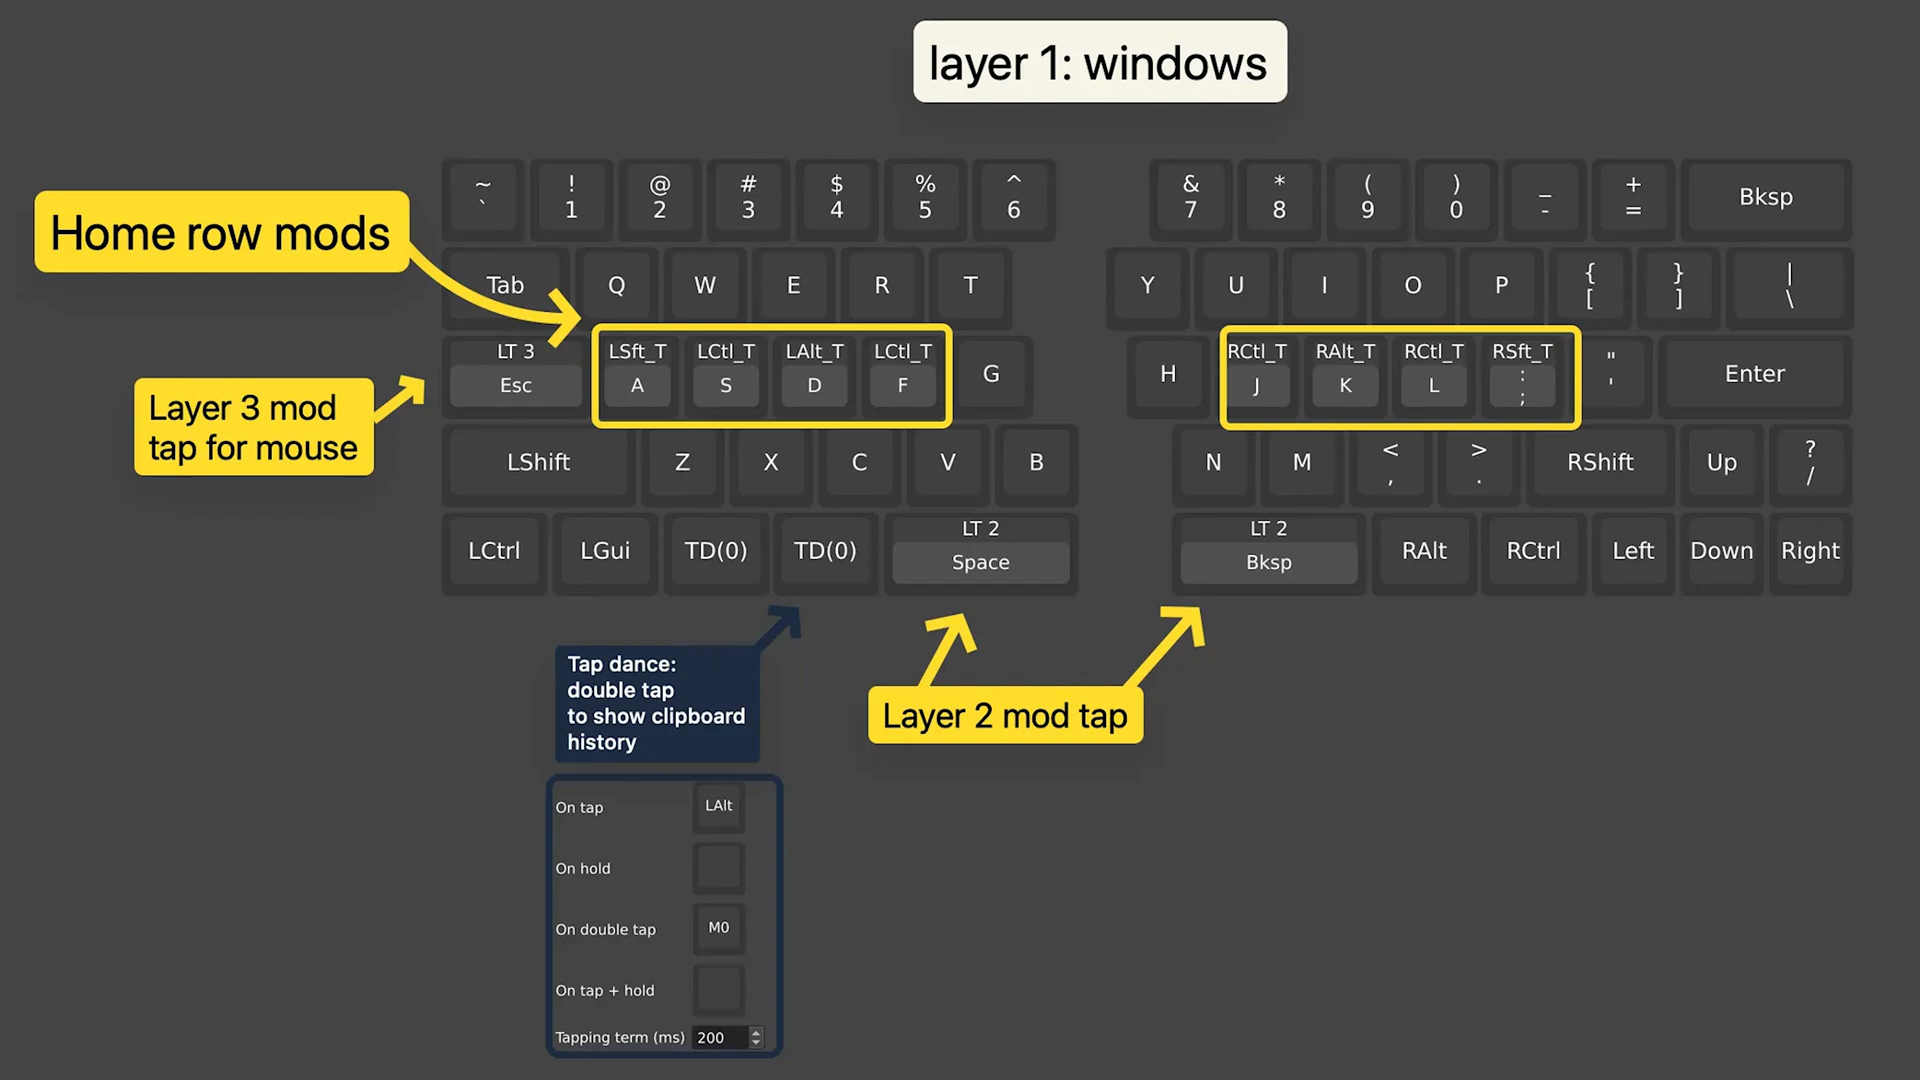 layer 1: windows
Home row mods
~ ! @ # $ % ^ & * ( ) _ +
` 1 2 3 4 5 6 7 8 9 0 - = Bksp
Tab Q W E R T Y U I O P { [ } ] | \
LT 3 LSft_T LCtl_T LAlt_T LCtl_T RCtl_T RAlt_T RCtl_T RSft_T
Esc A S D F G H J K L : ; " ' Enter
Layer 3 mod
tap for mouse
LShift Z X C V B N M < , > . RShift Up ? /
LT 2 LT 2
LCtrl LGui TD(0) TD(0) Space Bksp RAlt RCtrl Left Down Right
Tap dance:
double tap
to show clipboard
history
Layer 2 mod tap
On tap LAlt
On hold
On double tap M0
On tap + hold
Tapping term (ms) 200